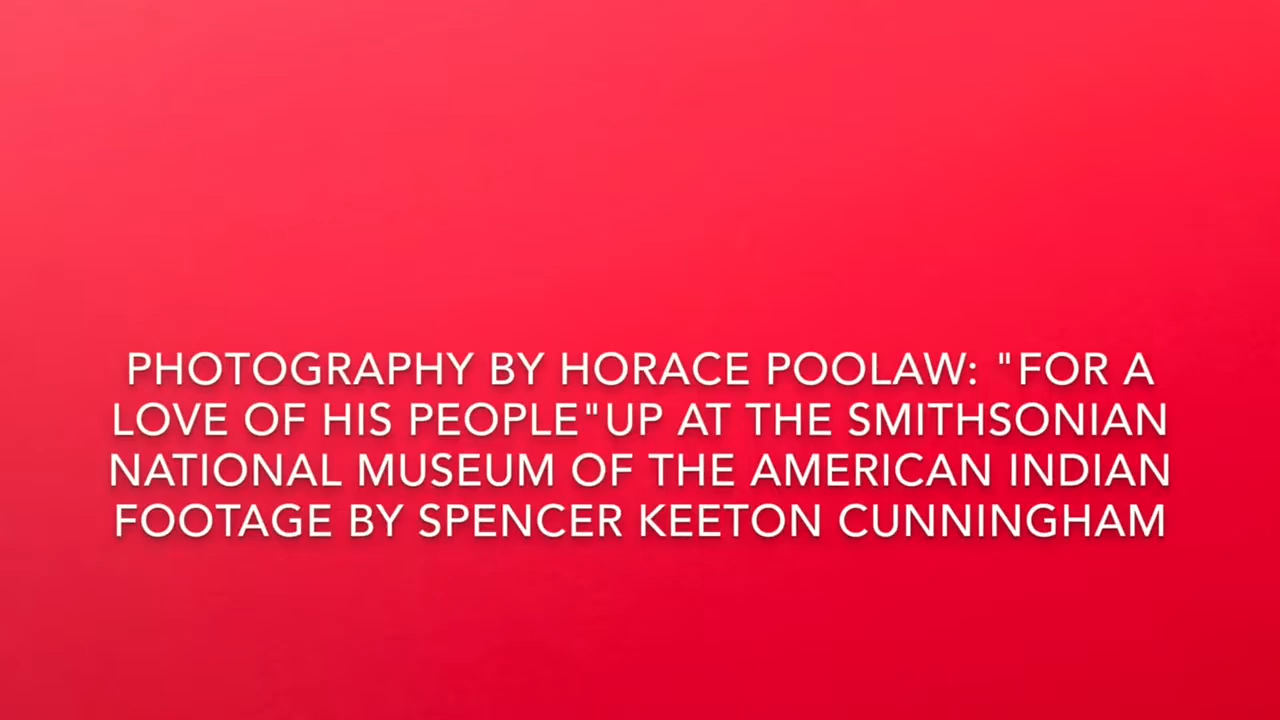 PHOTOGRAPHY BY HORACE POOLAW: "FOR A
LOVE OF HIS PEOPLE"UP AT THE SMITHSONIAN
NATIONAL MUSEUM OF THE AMERICAN INDIAN
FOOTAGE BY SPENCER KEETON CUNNINGHAM